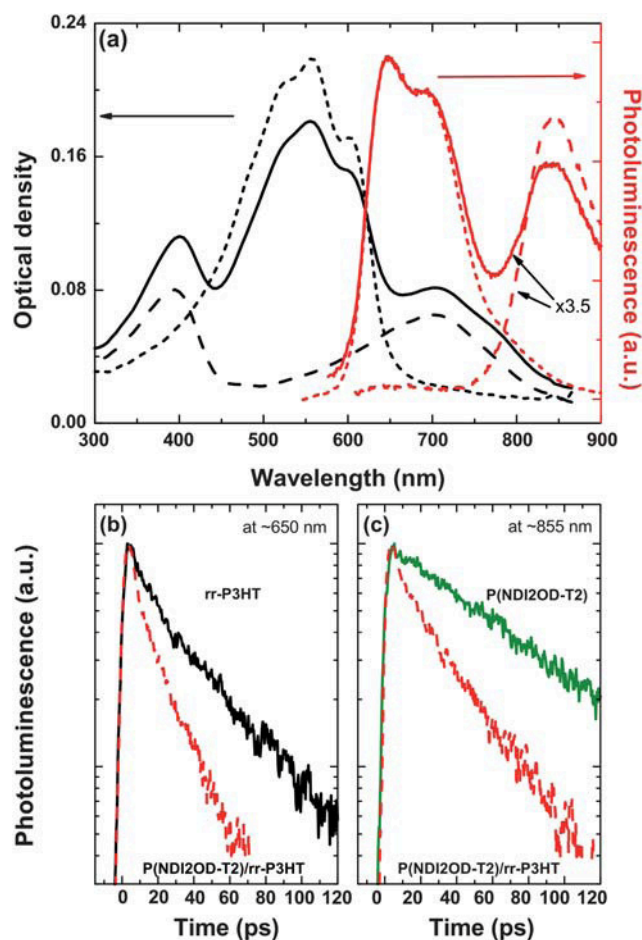 (a)
0.24
0.16
0.08
0.00
Optical density
Photoluminescence (a.u.)
x3.5
300 400 500 600 700 800 900
Wavelength (nm)
Photoluminescence (a.u.)
(b)
at ~650 nm
rr-P3HT
P(NDI2OD-T2)/rr-P3HT
0 20 40 60 80 100 120
Time (ps)
(c)
at ~855 nm
P(NDI2OD-T2)
P(NDI2OD-T2)/rr-P3HT
0 20 40 60 80 100 120
Time (ps)